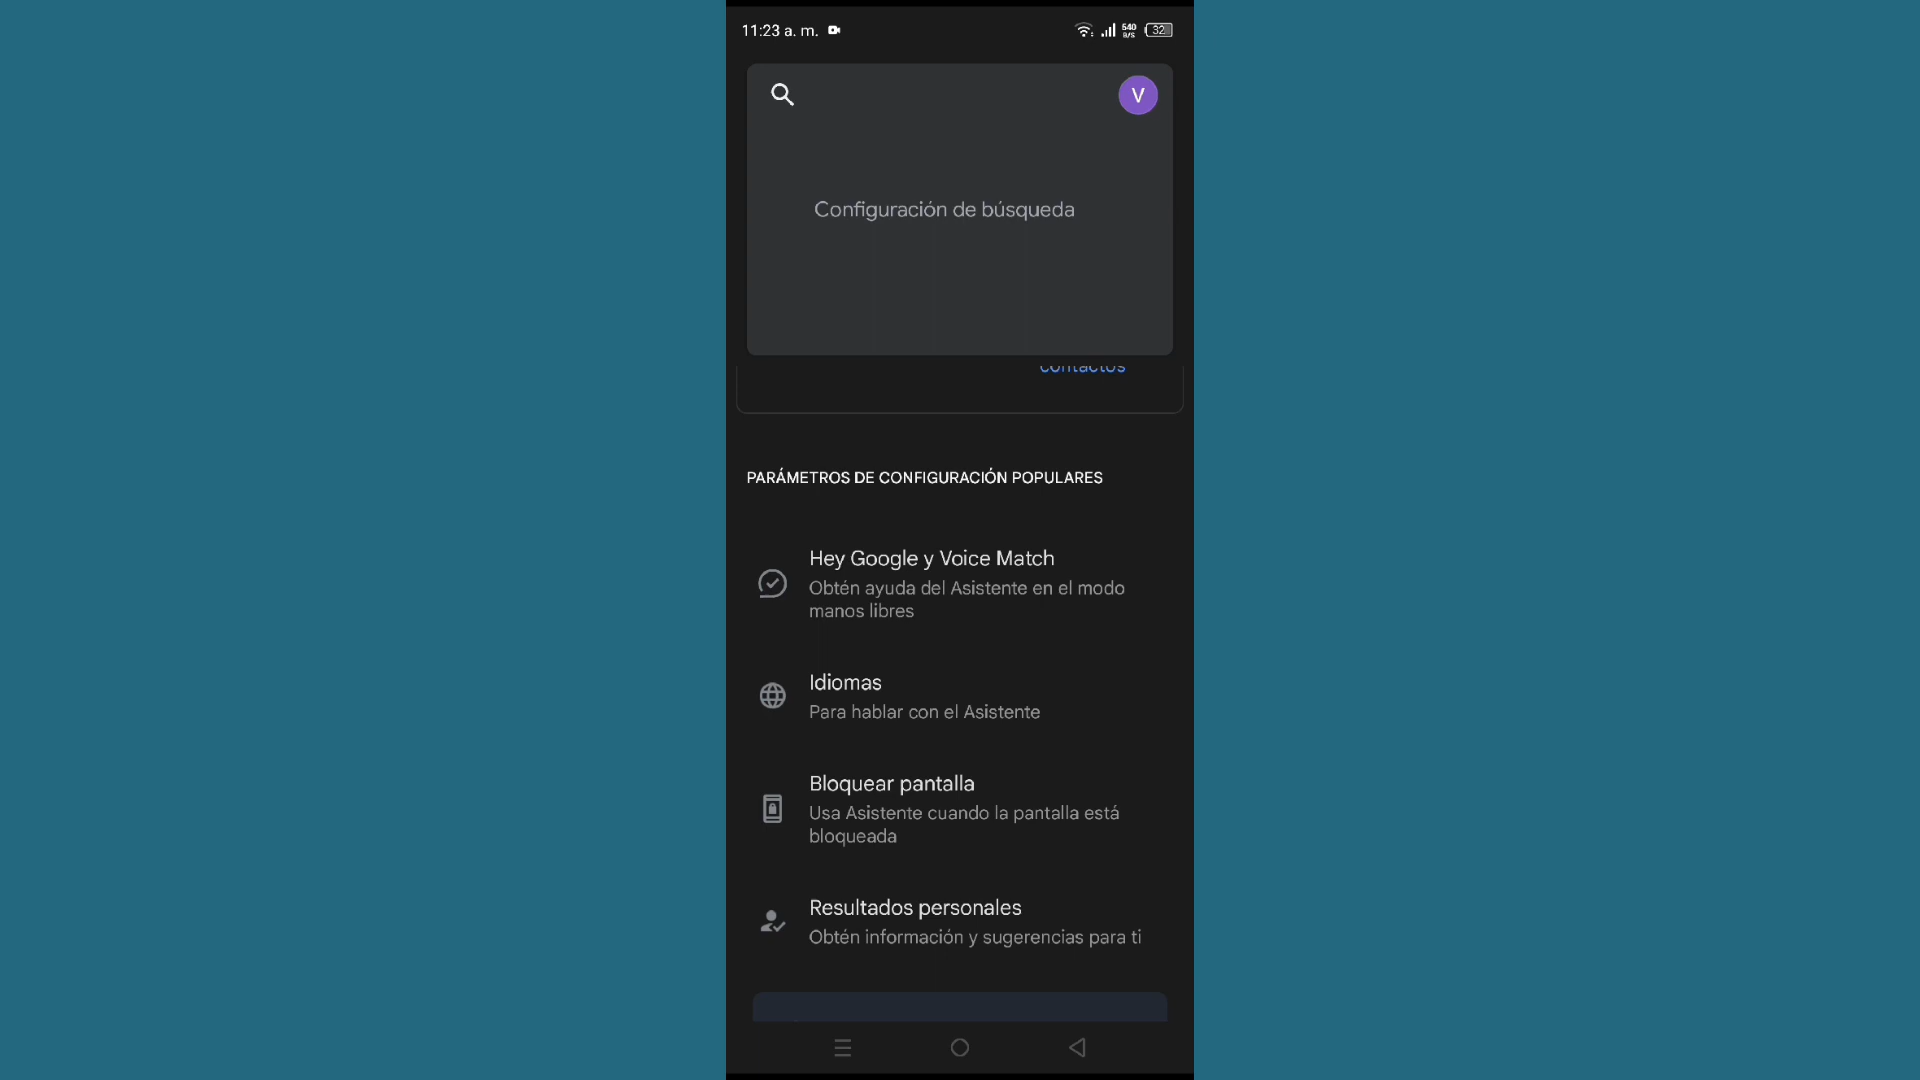 11:23 a. m.
540
B/S
32
V
Configuración de búsqueda
contactos
PARÁMETROS DE CONFIGURACIÓN POPULARES
Hey Google y Voice Match
Obtén ayuda del Asistente en el modo
manos libres
Idiomas
Para hablar con el Asistente
Bloquear pantalla
Usa Asistente cuando la pantalla está
bloqueada
Resultados personales
Obtén información y sugerencias para ti